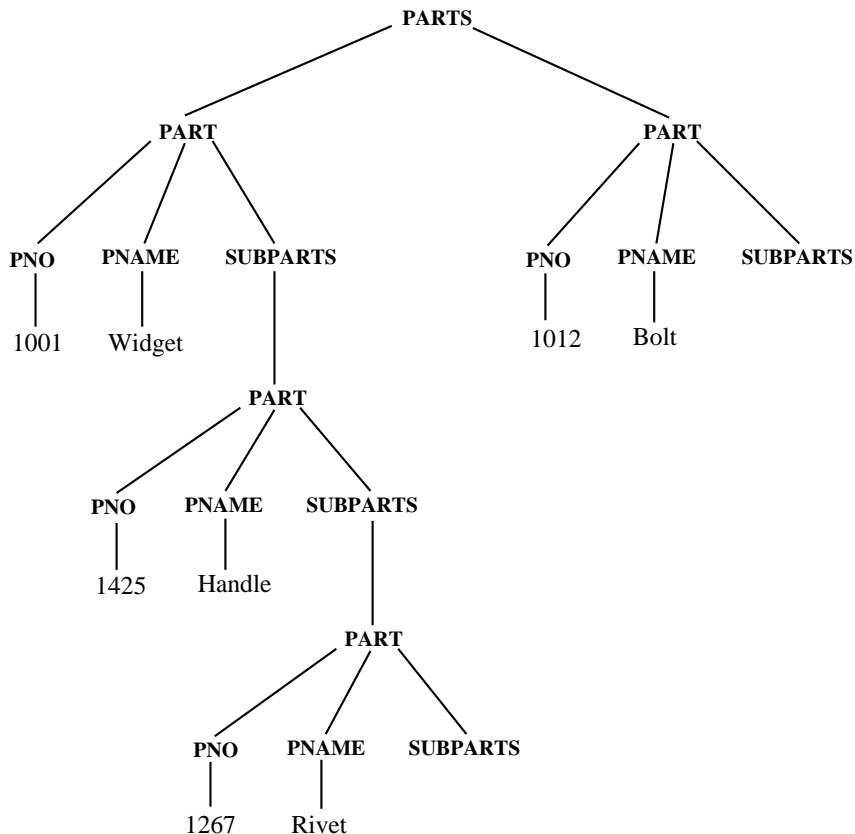 PARTS
PART PART
PNO PNAME SUBPARTS PNO PNAME SUBPARTS
1001 Widget 1012 Bolt
PART
PNO PNAME SUBPARTS
1425 Handle
PART
PNO PNAME SUBPARTS
1267 Rivet